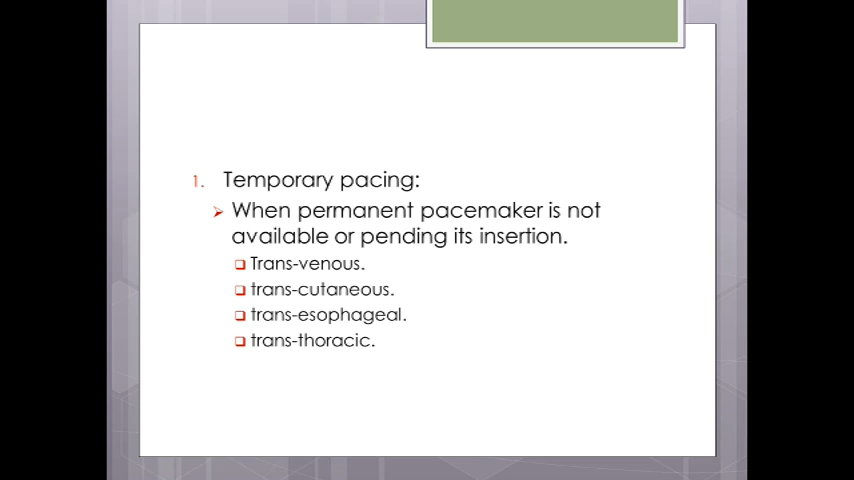 1. Temporary pacing:
➢ When permanent pacemaker is not
available or pending its insertion.
❑ Trans-venous.
❑ trans-cutaneous.
❑ trans-esophageal.
❑ trans-thoracic.